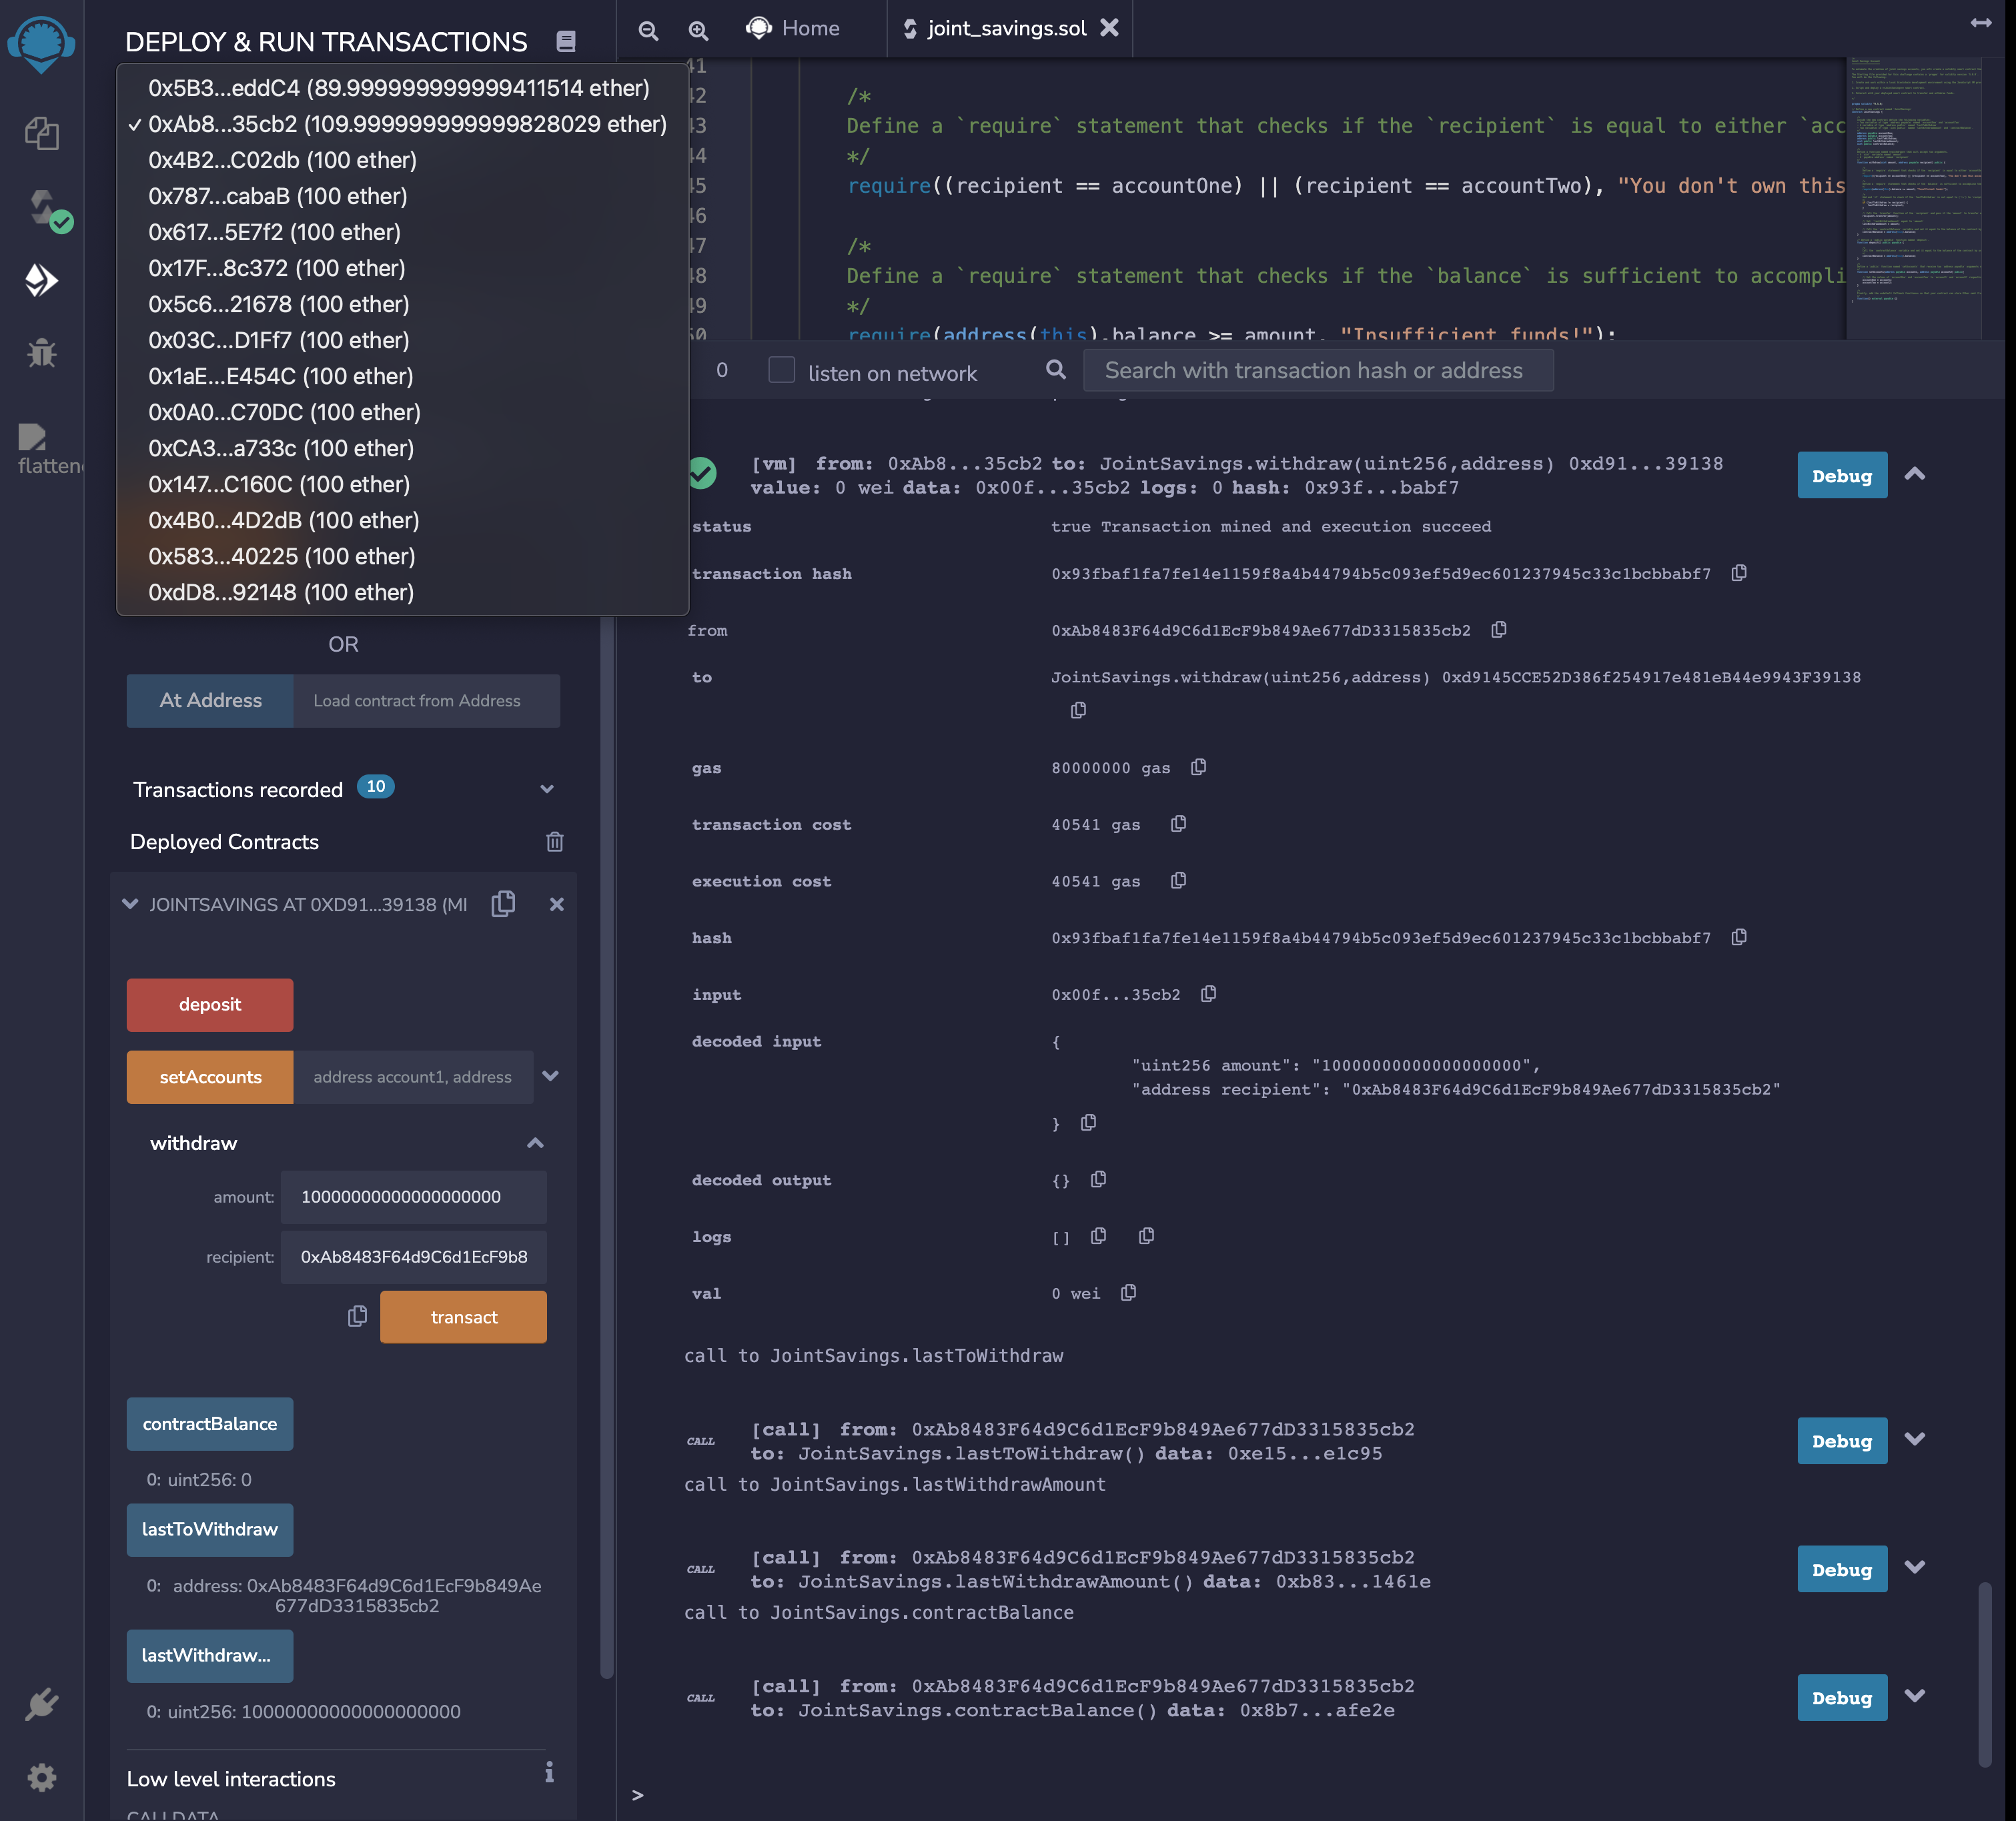 DEPLOY & RUN TRANSACTIONS
0x5B3...eddC4 (89.999999999999411514 ether)
✓ 0xAb8...35cb2 (109.999999999999828029 ether)
0x4B2...C02db (100 ether)
0x787...cabaB (100 ether)
0x617...5E7f2 (100 ether)
0x17F...8c372 (100 ether)
0x5c6...21678 (100 ether)
0x03C...D1Ff7 (100 ether)
0x1aE...E454C (100 ether)
0x0A0...C70DC (100 ether)
0xCA3...a733c (100 ether)
0x147...C160C (100 ether)
0x4B0...4D2dB (100 ether)
0x583...40225 (100 ether)
0xdD8...92148 (100 ether)
flatten
OR
At Address
Load contract from Address
Transactions recorded 10
Deployed Contracts
JOINTSAVINGS AT 0XD91...39138 (MI
deposit
setAccounts
address account1, address
withdraw
amount: 10000000000000000000
recipient: 0xAb8483F64d9C6d1EcF9b8
transact
contractBalance
0: uint256: 0
lastToWithdraw
0: address: 0xAb8483F64d9C6d1EcF9b849Ae
677dD3315835cb2
lastWithdraw...
0: uint256: 10000000000000000000
Low level interactions
CALLDATA
Home
joint_savings.sol
41
42 /*
43 Define a `require` statement that checks if the `recipient` is equal to either `acc
44 */
45 require((recipient == accountOne) || (recipient == accountTwo), "You don't own this
46
47 /*
48 Define a `require` statement that checks if the `balance` is sufficient to accompli
49 */
50 require(address(this).balance >= amount, "Insufficient funds!");
0
listen on network
Search with transaction hash or address
[vm] from: 0xAb8...35cb2 to: JointSavings.withdraw(uint256,address) 0xd91...39138
value: 0 wei data: 0x00f...35cb2 logs: 0 hash: 0x93f...babf7
Debug
status true Transaction mined and execution succeed
transaction hash 0x93fbaf1fa7fe14e1159f8a4b44794b5c093ef5d9ec601237945c33c1bcbbabf7
from 0xAb8483F64d9C6d1EcF9b849Ae677dD3315835cb2
to JointSavings.withdraw(uint256,address) 0xd9145CCE52D386f254917e481eB44e9943F39138
gas 80000000 gas
transaction cost 40541 gas
execution cost 40541 gas
hash 0x93fbaf1fa7fe14e1159f8a4b44794b5c093ef5d9ec601237945c33c1bcbbabf7
input 0x00f...35cb2
decoded input {
"uint256 amount": "10000000000000000000",
"address recipient": "0xAb8483F64d9C6d1EcF9b849Ae677dD3315835cb2"
}
decoded output {}
logs []
val 0 wei
call to JointSavings.lastToWithdraw
CALL [call] from: 0xAb8483F64d9C6d1EcF9b849Ae677dD3315835cb2
to: JointSavings.lastToWithdraw() data: 0xe15...e1c95
Debug
call to JointSavings.lastWithdrawAmount
CALL [call] from: 0xAb8483F64d9C6d1EcF9b849Ae677dD3315835cb2
to: JointSavings.lastWithdrawAmount() data: 0xb83...1461e
Debug
call to JointSavings.contractBalance
CALL [call] from: 0xAb8483F64d9C6d1EcF9b849Ae677dD3315835cb2
to: JointSavings.contractBalance() data: 0x8b7...afe2e
Debug
>